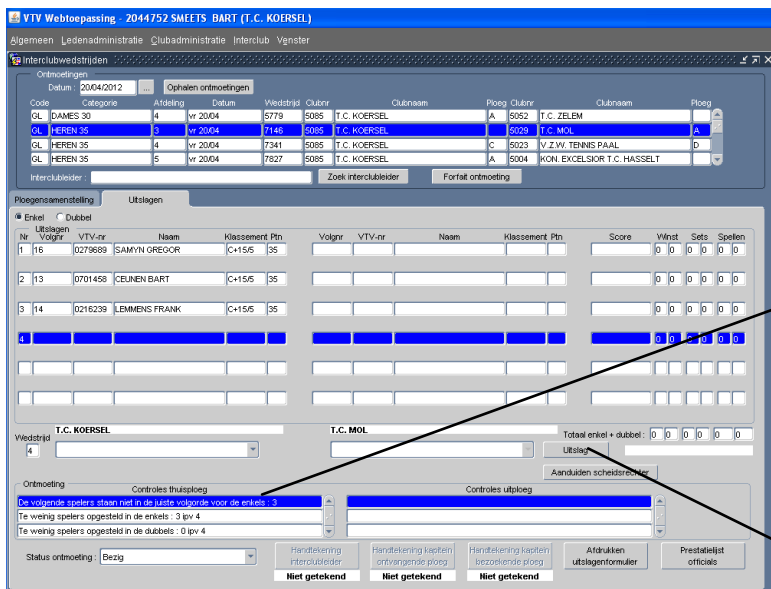 VTV Webtoepassing - 2044752 SMEETS BART (T.C. KOERSEL)
Algemeen Ledenadministratie Clubadministratie Interclub Venster
Interclubwedstrijden
Ontmoetingen
Datum : 20/04/2012 ... Ophalen ontmoetingen
Code Categorie Afdeling Datum Wedstrijd Clubnr Clubnaam Ploeg Clubnr Clubnaam Ploeg
GL DAMES 30 4 vr 20/04 5779 5085 T.C. KOERSEL A 5052 T.C. ZELEM
GL HEREN 35 3 vr 20/04 7146 5085 T.C. KOERSEL 5029 T.C. MOL A
GL HEREN 35 4 vr 20/04 7341 5085 T.C. KOERSEL C 5023 V.Z.W. TENNIS PAAL D
GL HEREN 35 5 vr 20/04 7827 5085 T.C. KOERSEL A 5004 KON. EXCELSIOR T.C. HASSELT
Interclubleider : Zoek interclubleider Forfait ontmoeting
Ploegensamenstelling Uitslagen
Enkel Dubbel
Uitslagen
Nr Volgnr VTV-nr Naam Klassement Ptn Volgnr VTV-nr Naam Klassement Ptn Score Winst Sets Spellen
1 16 0279689 SAMYN GREGOR C+15/5 35 0 0 0 0 0 0
2 13 0701458 CEUNEN BART C+15/5 35 0 0 0 0 0 0
3 14 0216239 LEMMENS FRANK C+15/5 35 0 0 0 0 0 0
4 0 0 0 0 0 0
T.C. KOERSEL T.C. MOL
Wedstrijd Totaal enkel + dubbel : 0 0 0 0 0 0
4 Uitslag
Aanduiden scheidsrechter
Ontmoeting
Controles thuisploeg Controles uitploeg
De volgende spelers staan niet in de juiste volgorde voor de enkels : 3
Te weinig spelers opgesteld in de enkels : 3 ipv 4
Te weinig spelers opgesteld in de dubbels : 0 ipv 4
Status ontmoeting : Bezig
Handtekening interclubleider
Niet getekend
Handtekening kapitein ontvangende ploeg
Niet getekend
Handtekening kapitein bezoekende ploeg
Niet getekend
Afdrukken uitslagenformulier
Prestatielijst officials